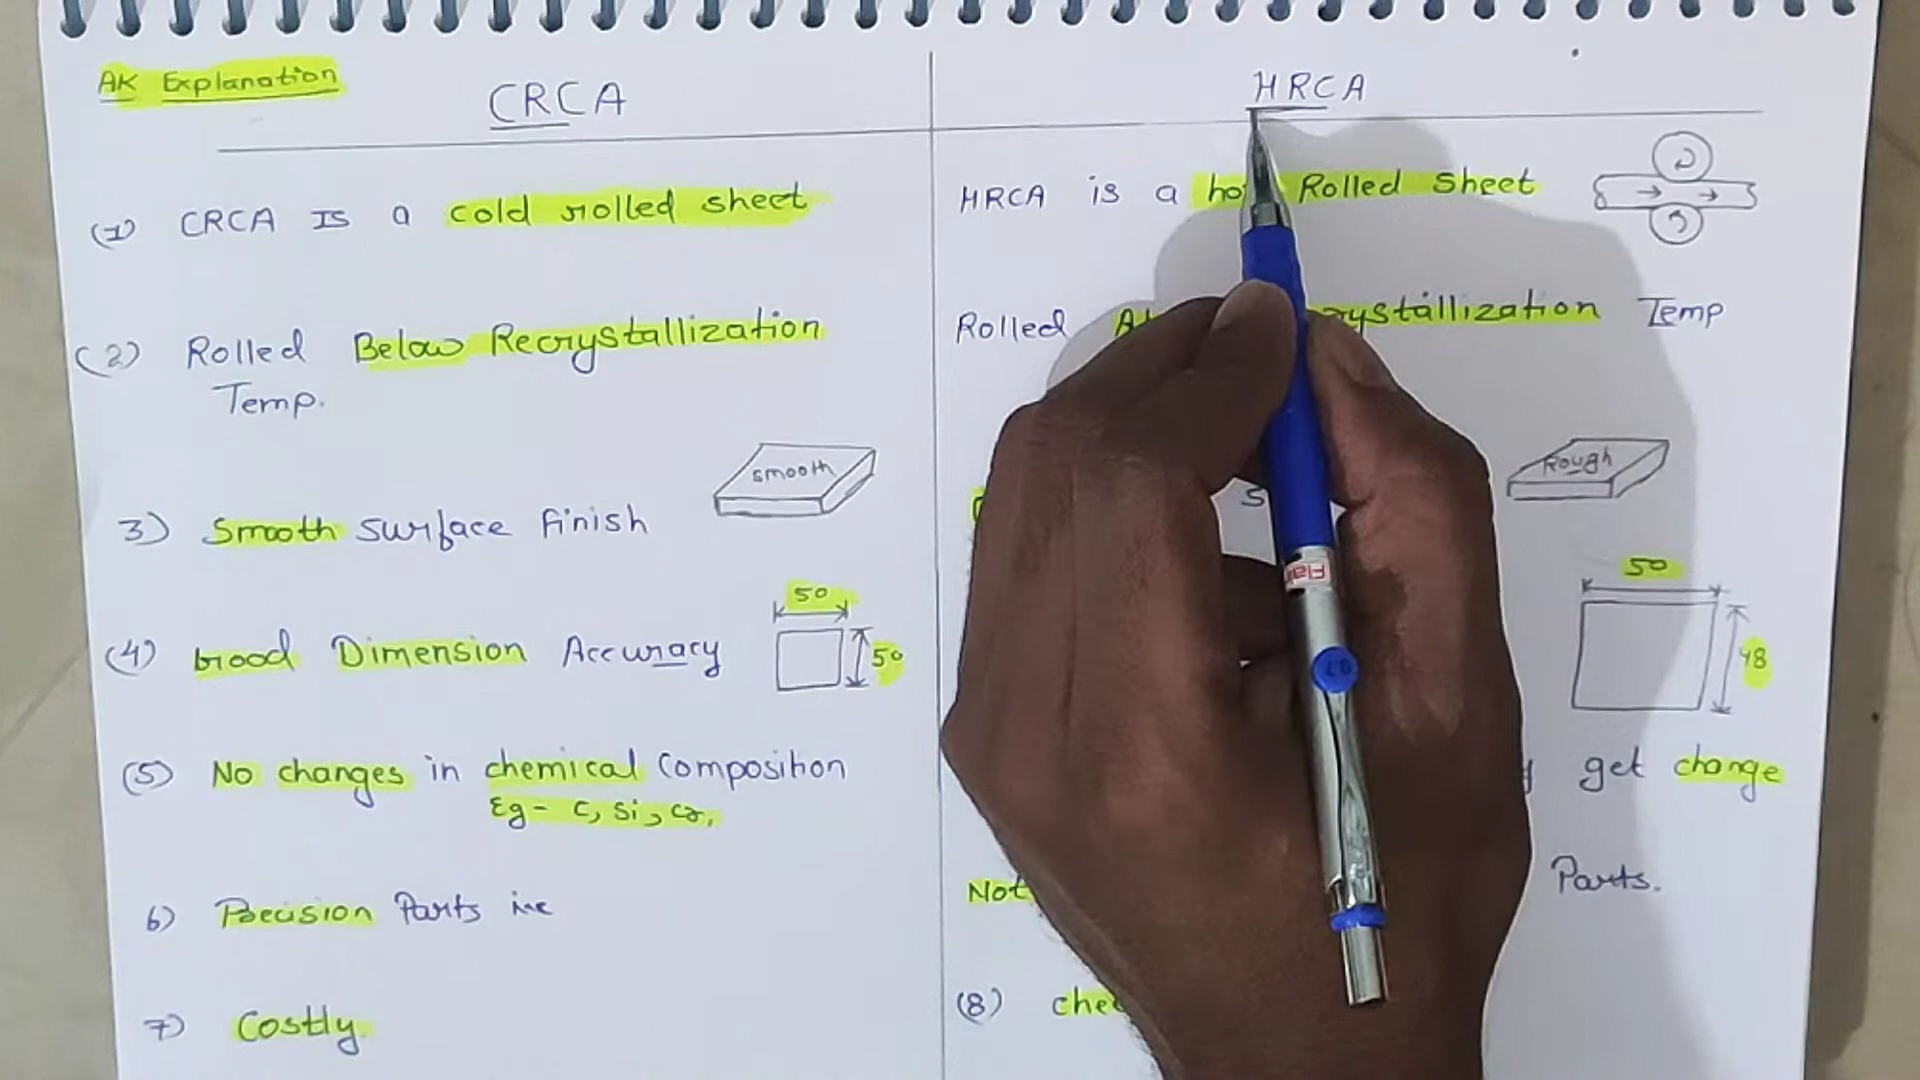 AK Explanation
CRCA
(1) CRCA Is a cold rolled sheet
(2) Rolled Below Recrystallization
Temp.
smooth
3) Smooth surface finish
50
(4) Good Dimension Accuracy
50
(5) No changes in chemical composition
Eg- C, Si, Cr,
6) Precision Parts
7) Costly.
HRCA
HRCA is a Rolled Sheet
Rolled Temp
Rough
50
48
get change
Not Parts.
(8)
Flair